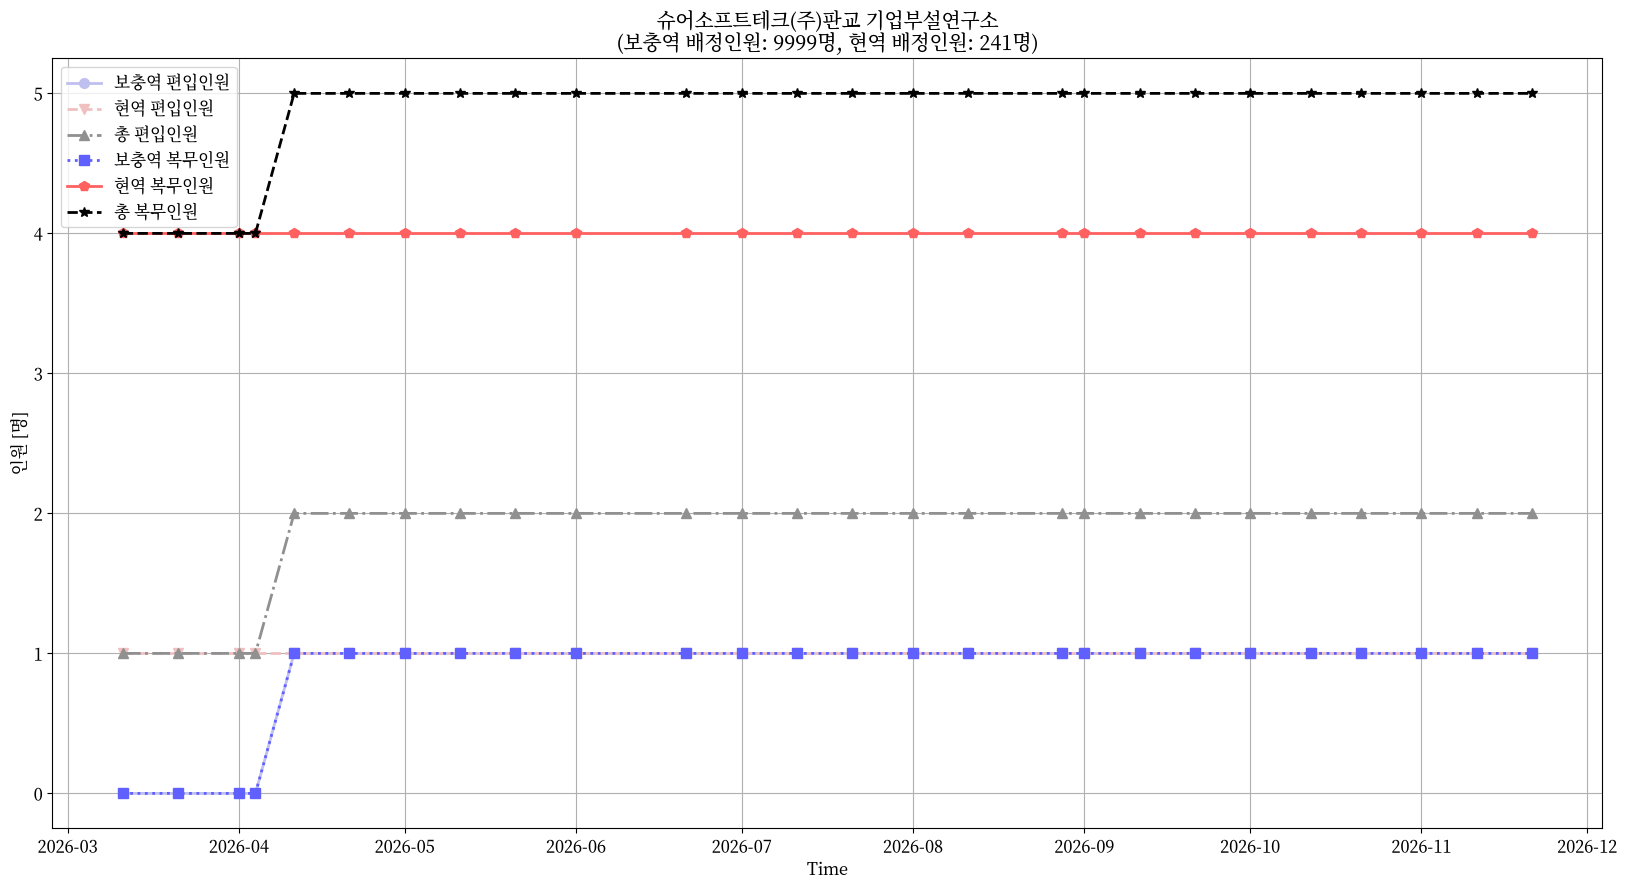 슈어소프트테크(주)판교 기업부설연구소
(보충역 배정인원: 9999명, 현역 배정인원: 241명)
보충역 편입인원
현역 편입인원
총 편입인원
보충역 복무인원
현역 복무인원
총 복무인원
인원 [명]
5
4
3
2
1
0
2026-03
2026-04
2026-05
2026-06
2026-07
2026-08
2026-09
2026-10
2026-11
2026-12
Time